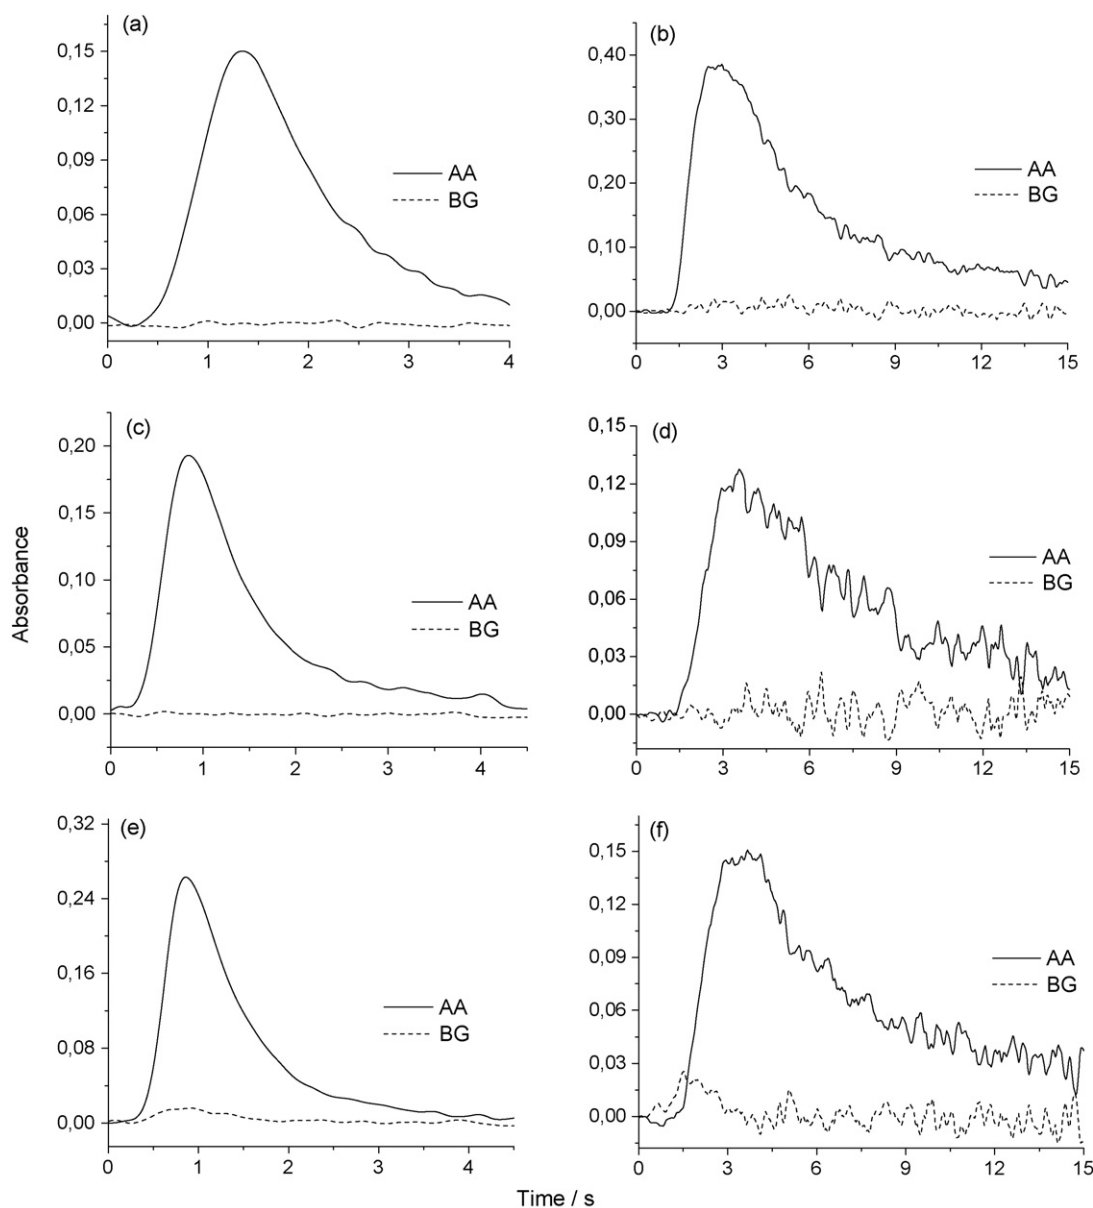 (a)
0,15
0,12
0,09
0,06
0,03
0,00
AA
BG
0 1 2 3 4
(b)
0,40
0,30
0,20
0,10
0,00
AA
BG
0 3 6 9 12 15
Absorbance
(c)
0,20
0,15
0,10
0,05
0,00
AA
BG
0 1 2 3 4
(d)
0,15
0,12
0,09
0,06
0,03
0,00
AA
BG
0 3 6 9 12 15
(e)
0,32
0,24
0,16
0,08
0,00
AA
BG
0 1 2 3 4
(f)
0,15
0,12
0,09
0,06
0,03
0,00
AA
BG
0 3 6 9 12 15
Time / s